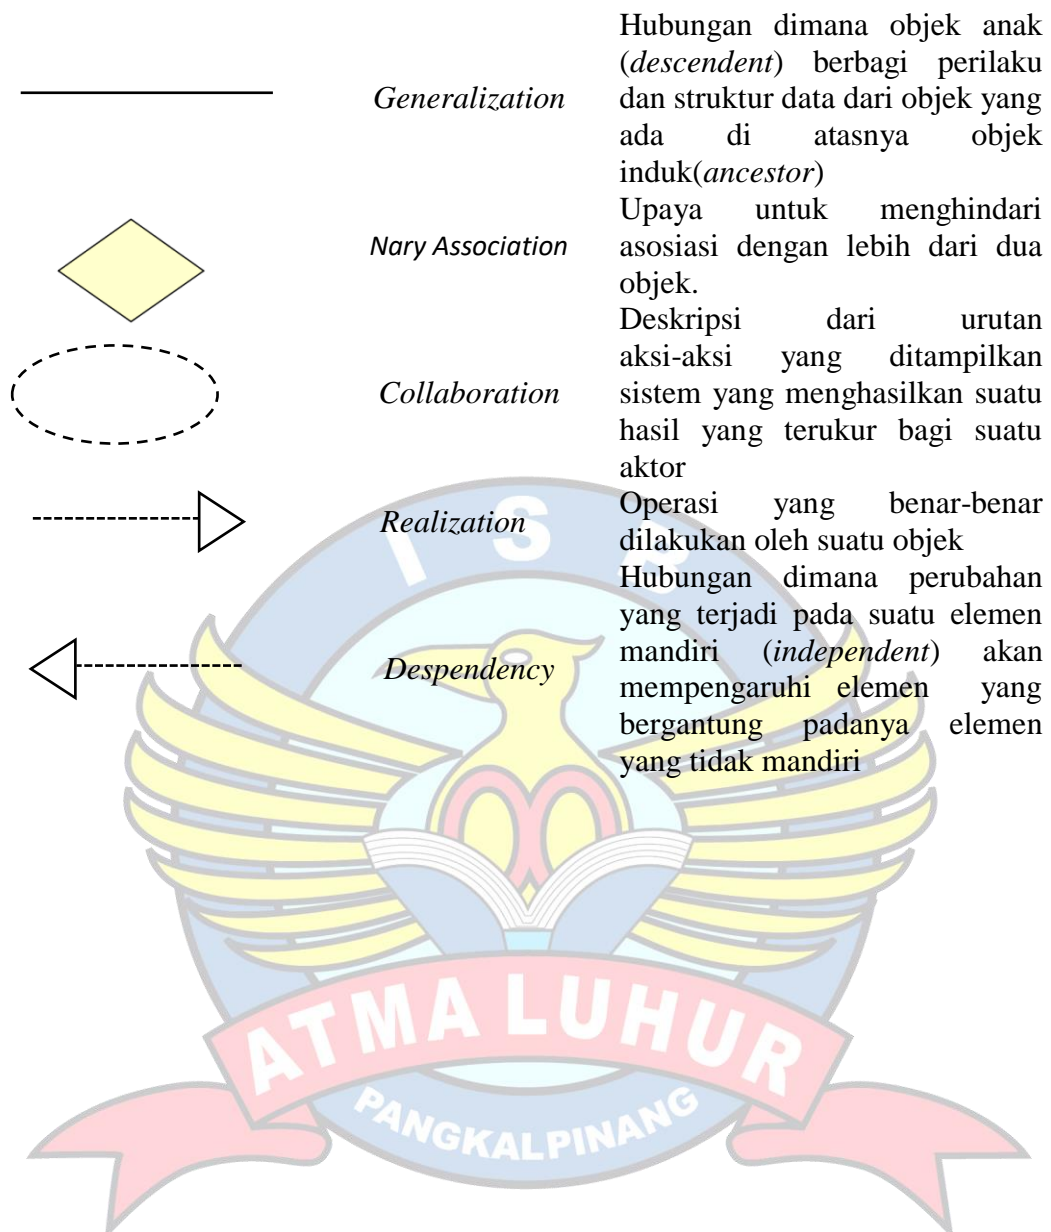 Generalization
Hubungan dimana objek anak
(descendent) berbagi perilaku
dan struktur data dari objek yang
ada di atasnya objek
induk(ancestor)
Nary Association
Upaya untuk menghindari
asosiasi dengan lebih dari dua
objek.
Collaboration
Deskripsi dari urutan
aksi-aksi yang ditampilkan
sistem yang menghasilkan suatu
hasil yang terukur bagi suatu
aktor
Realization
Operasi yang benar-benar
dilakukan oleh suatu objek
Despendency
Hubungan dimana perubahan
yang terjadi pada suatu elemen
mandiri (independent) akan
mempengaruhi elemen yang
bergantung padanya elemen
yang tidak mandiri
I S B
ATMA LUHUR
PANGKALPINANG